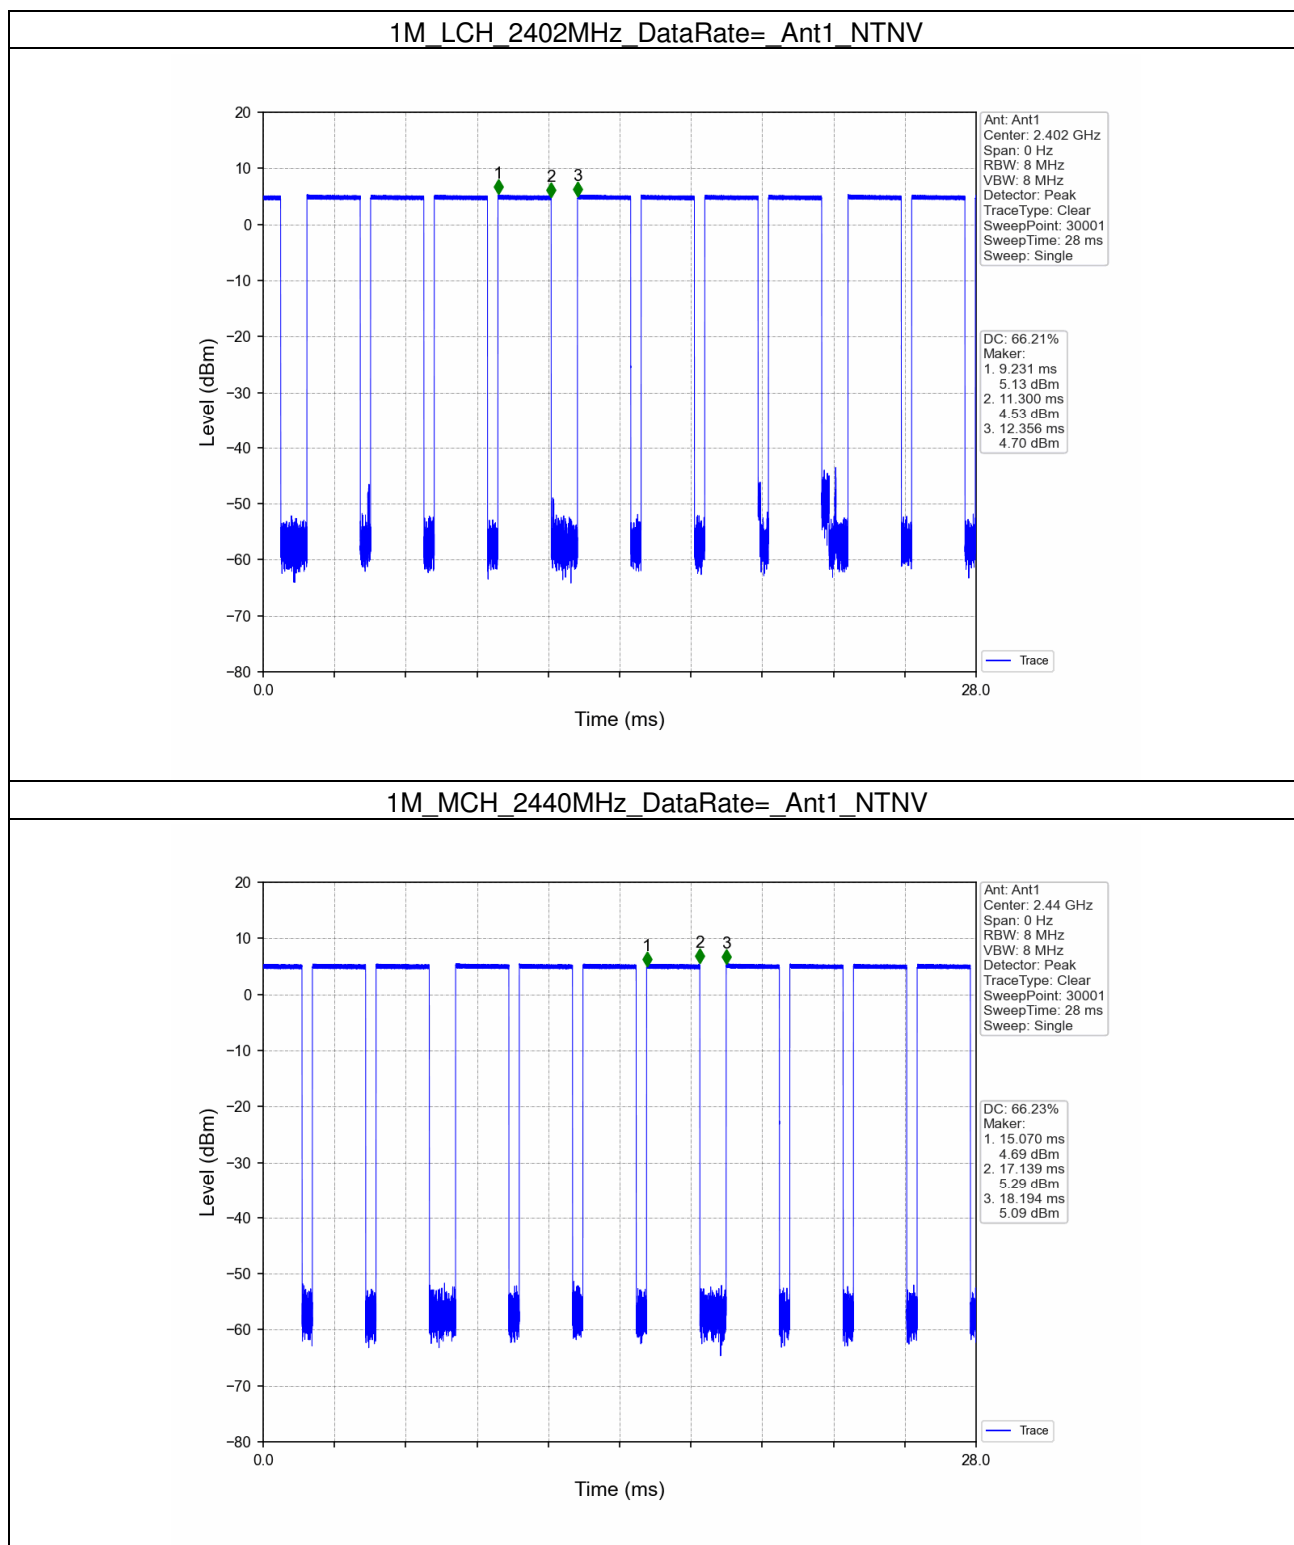 1M_LCH_2402MHz_DataRate=_Ant1_NTNV
20
10
0
−10
−20
−30
−40
−50
−60
−70
−80
Level (dBm)
1
2
3
0.0
28.0
Time (ms)
Ant: Ant1
Center: 2.402 GHz
Span: 0 Hz
RBW: 8 MHz
VBW: 8 MHz
Detector: Peak
TraceType: Clear
SweepPoint: 30001
SweepTime: 28 ms
Sweep: Single
DC: 66.21%
Maker:
1. 9.231 ms
5.13 dBm
2. 11.300 ms
4.53 dBm
3. 12.356 ms
4.70 dBm
Trace
1M_MCH_2440MHz_DataRate=_Ant1_NTNV
20
10
0
−10
−20
−30
−40
−50
−60
−70
−80
Level (dBm)
1
2
3
0.0
28.0
Time (ms)
Ant: Ant1
Center: 2.44 GHz
Span: 0 Hz
RBW: 8 MHz
VBW: 8 MHz
Detector: Peak
TraceType: Clear
SweepPoint: 30001
SweepTime: 28 ms
Sweep: Single
DC: 66.23%
Maker:
1. 15.070 ms
4.69 dBm
2. 17.139 ms
5.29 dBm
3. 18.194 ms
5.09 dBm
Trace